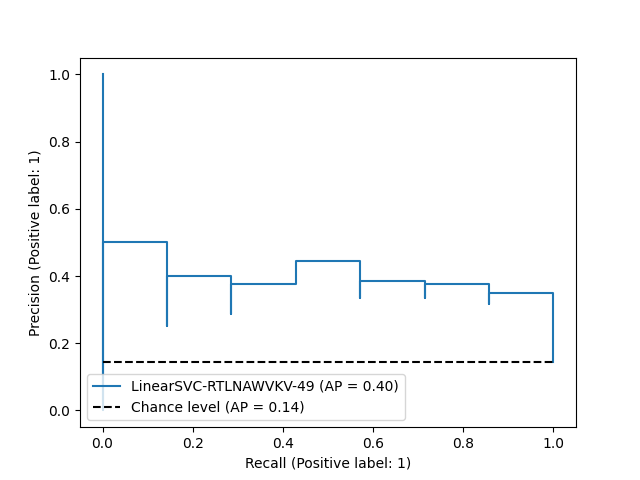 1.0
0.8
0.6
0.4
0.2
0.0
Precision (Positive label: 1)
LinearSVC-RTLNAWVKV-49 (AP = 0.40)
Chance level (AP = 0.14)
0.0 0.2 0.4 0.6 0.8 1.0
Recall (Positive label: 1)